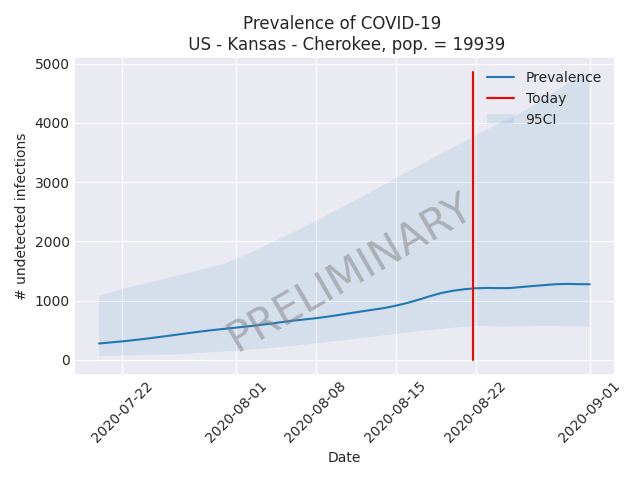 Prevalence of COVID-19
US - Kansas - Cherokee, pop. = 19939
5000
4000
3000
2000
1000
0
# undetected infections
Prevalence
Today
95CI
PRELIMINARY
2020-07-22
2020-08-01
2020-08-08
2020-08-15
2020-08-22
2020-09-01
Date